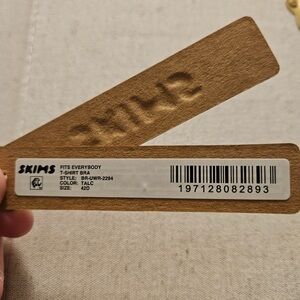 SKIMS
SKIMS
FITS EVERYBODY
T-SHIRT BRA
STYLE: BR-UWR-2294
COLOR: TALC
SIZE: 42D
197128082893